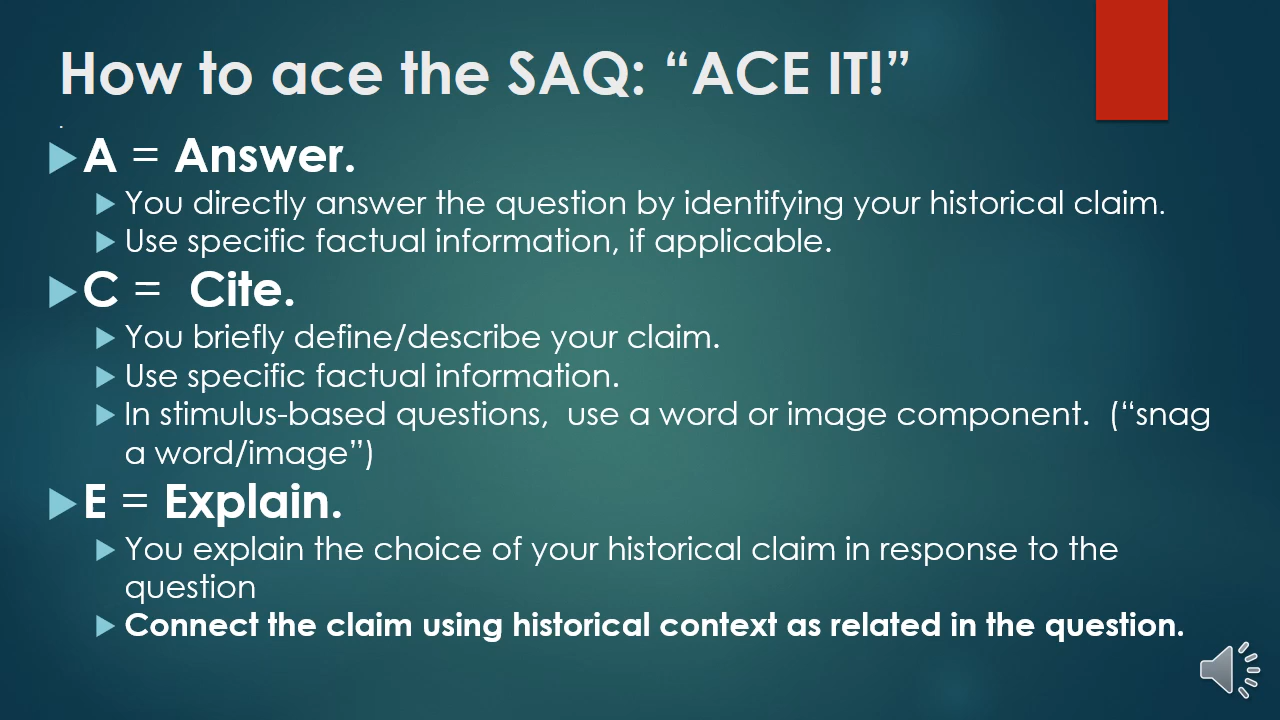 How to ace the SAQ: “ACE IT!”
.
A = Answer.
You directly answer the question by identifying your historical claim.
Use specific factual information, if applicable.
C =  Cite.
You briefly define/describe your claim.
Use specific factual information.
In stimulus-based questions,  use a word or image component.  (“snag
a word/image”)
E = Explain.
You explain the choice of your historical claim in response to the
question
Connect the claim using historical context as related in the question.